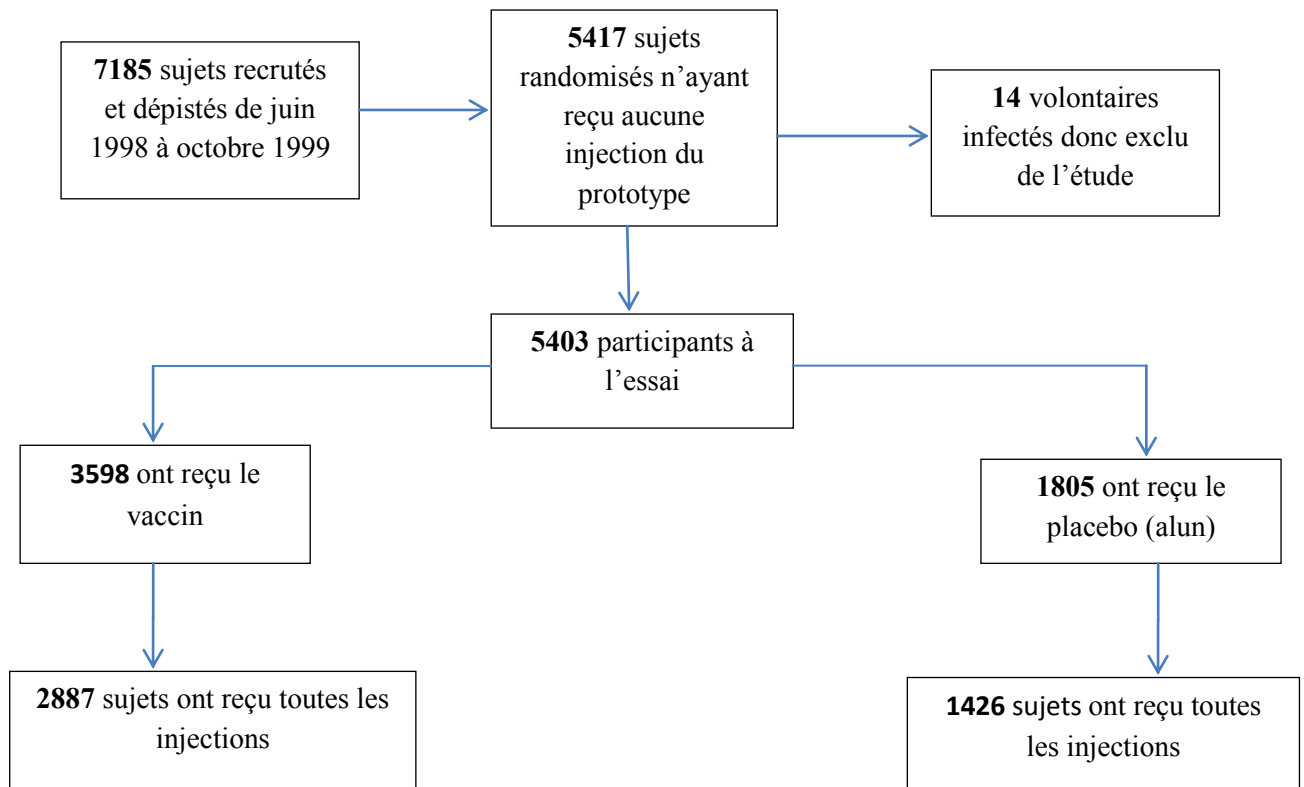 7185 sujets recrutés
et dépistés de juin
1998 à octobre 1999
5417 sujets
randomisés n’ayant
reçu aucune
injection du
prototype
14 volontaires
infectés donc exclu
de l’étude
5403 participants à
l’essai
3598 ont reçu le
vaccin
1805 ont reçu le
placebo (alun)
2887 sujets ont reçu toutes les
injections
1426 sujets ont reçu toutes
les injections